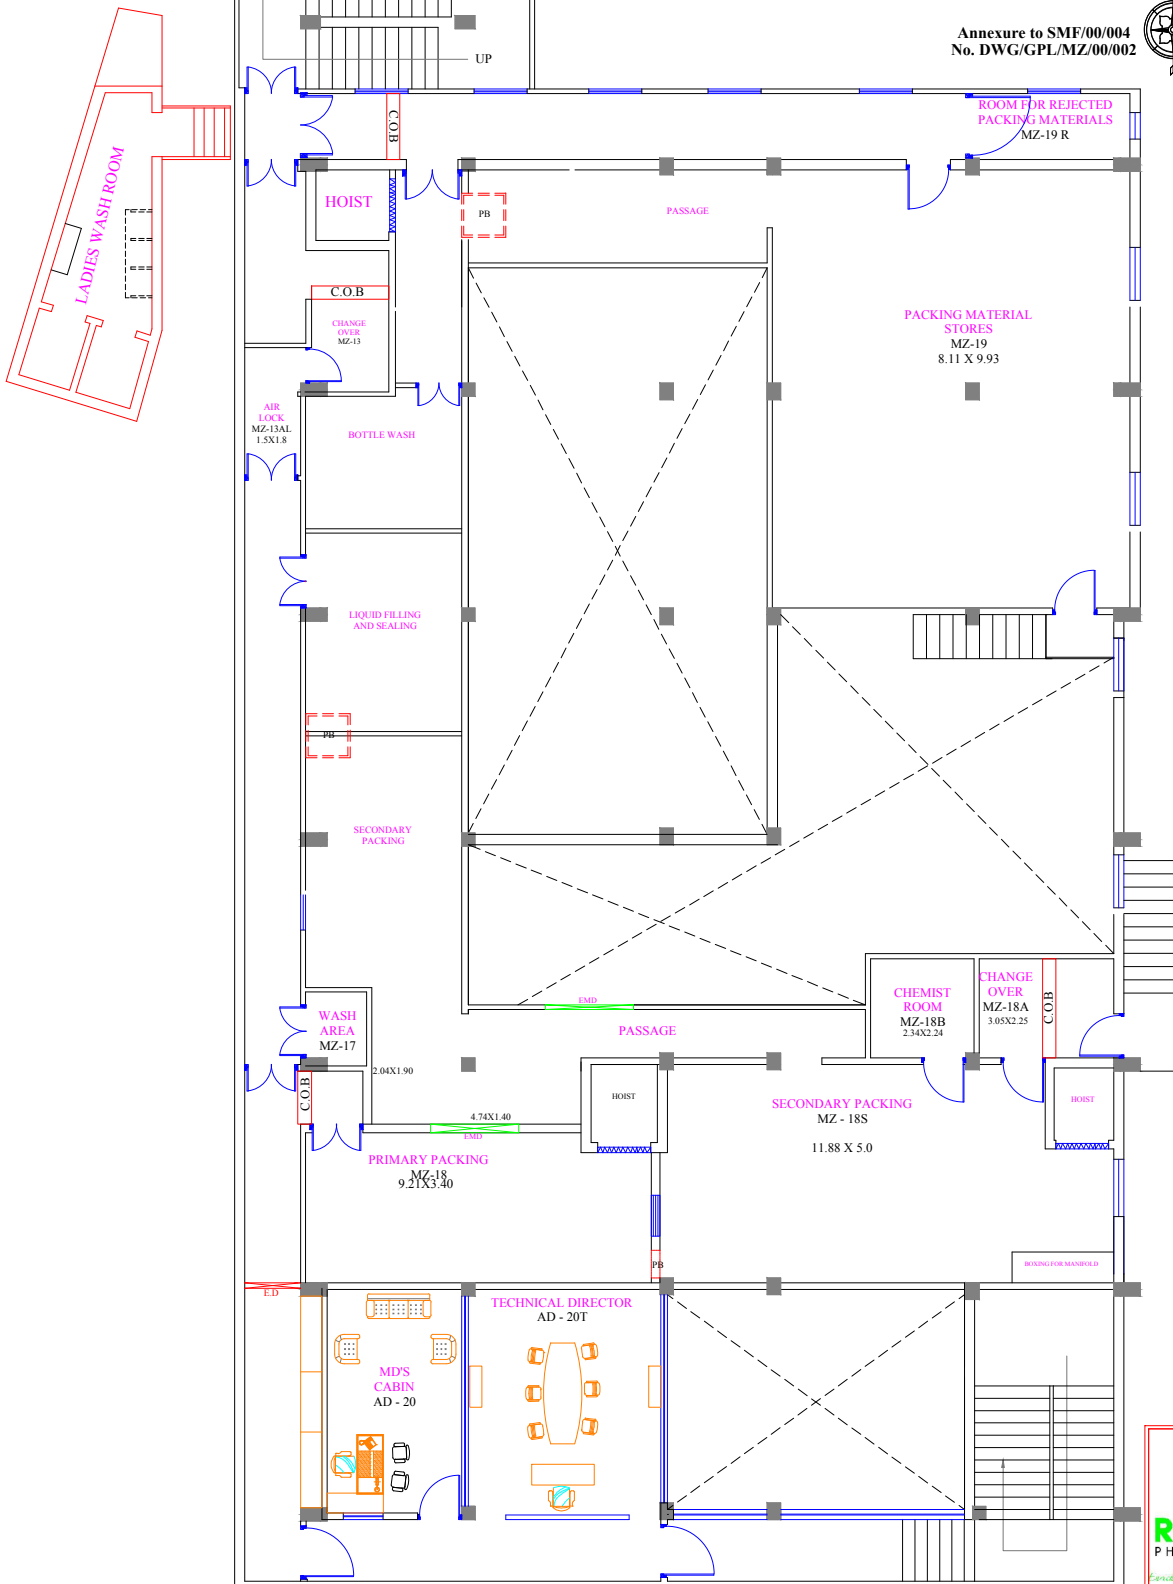 Annexure to SMF/00/004
No. DWG/GPL/MZ/00/002
UP
ROOM FOR REJECTED
PACKING MATERIALS
MZ-19 R
C.O.B
LADIES WASH ROOM
HOIST
PB
PASSAGE
C.O.B
CHANGE
OVER
MZ-13
PACKING MATERIAL
STORES
MZ-19
8.11 X 9.93
AIR
LOCK
MZ-13AL
1.5X1.8
BOTTLE WASH
LIQUID FILLING
AND SEALING
PB
SECONDARY
PACKING
EMD
PASSAGE
CHEMIST
ROOM
MZ-18B
2.34X2.24
CHANGE
OVER
MZ-18A
3.05X2.25
C.O.B
WASH
AREA
MZ-17
2.04X1.90
C.O.B
4.74X1.40
EMD
HOIST
SECONDARY PACKING
MZ - 18S
11.88 X 5.0
HOIST
PRIMARY PACKING
MZ-18
9.21X3.40
PB
BOXING FOR MANIFOLD
E.D
TECHNICAL DIRECTOR
AD - 20T
MD'S
CABIN
AD - 20
R
PH